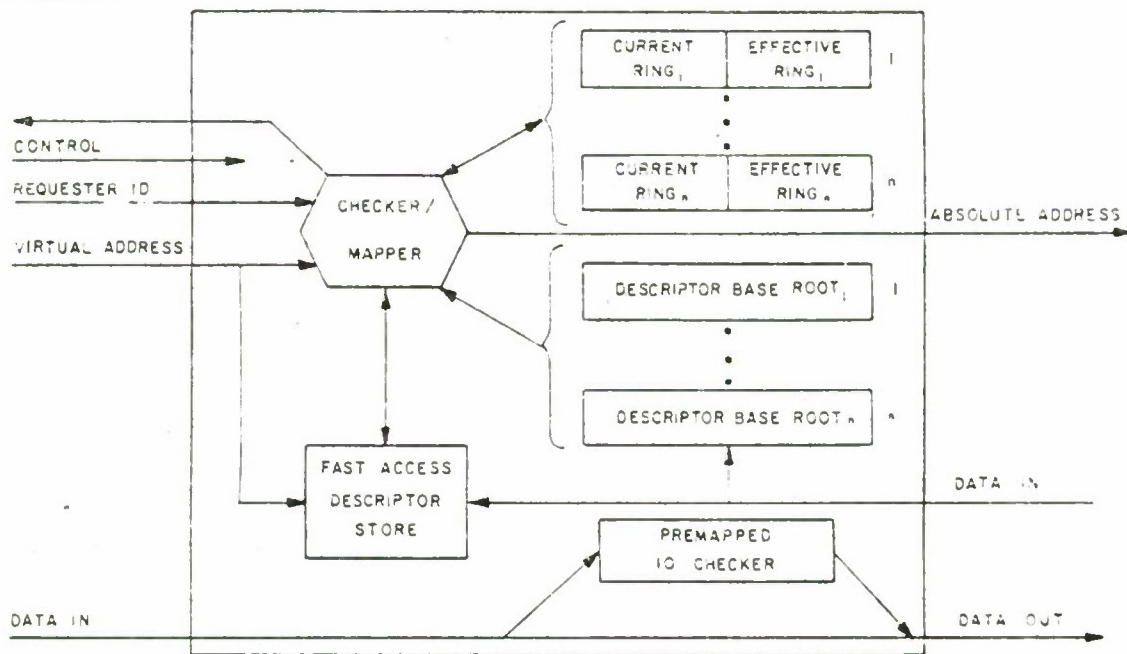 CURRENT RING₁ EFFECTIVE RING₁ 1
CURRENT RINGₙ EFFECTIVE RINGₙ n
CONTROL
REQUESTER ID
VIRTUAL ADDRESS
CHECKER/
MAPPER
ABSOLUTE ADDRESS
DESCRIPTOR BASE ROOT₁ 1
DESCRIPTOR BASE ROOTₙ n
FAST ACCESS
DESCRIPTOR
STORE
DATA IN
PREMAPPED
IO CHECKER
DATA IN
DATA OUT